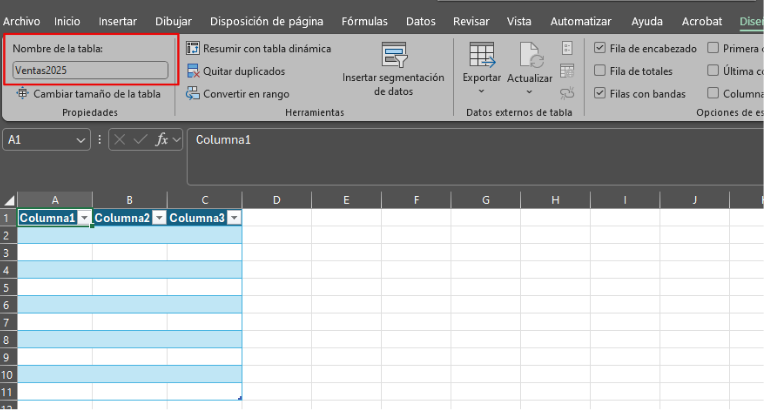 Archivo Inicio Insertar Dibujar Disposición de página Fórmulas Datos Revisar Vista Automatizar Ayuda Acrobat
Nombre de la tabla:
Ventas2025
Cambiar tamaño de la tabla
Propiedades
Resumir con tabla dinámica
Quitar duplicados
Convertir en rango
Insertar segmentación
de datos
Herramientas
Exportar Actualizar
Datos externos de tabla
Fila de encabezado Primera
Fila de totales Última
Filas con bandas
Opciones de
A1 fx Columna1
A B C D E F G H I J
1 Columna1 Columna2 Columna3
2
3
4
5
6
7
8
9
10
11